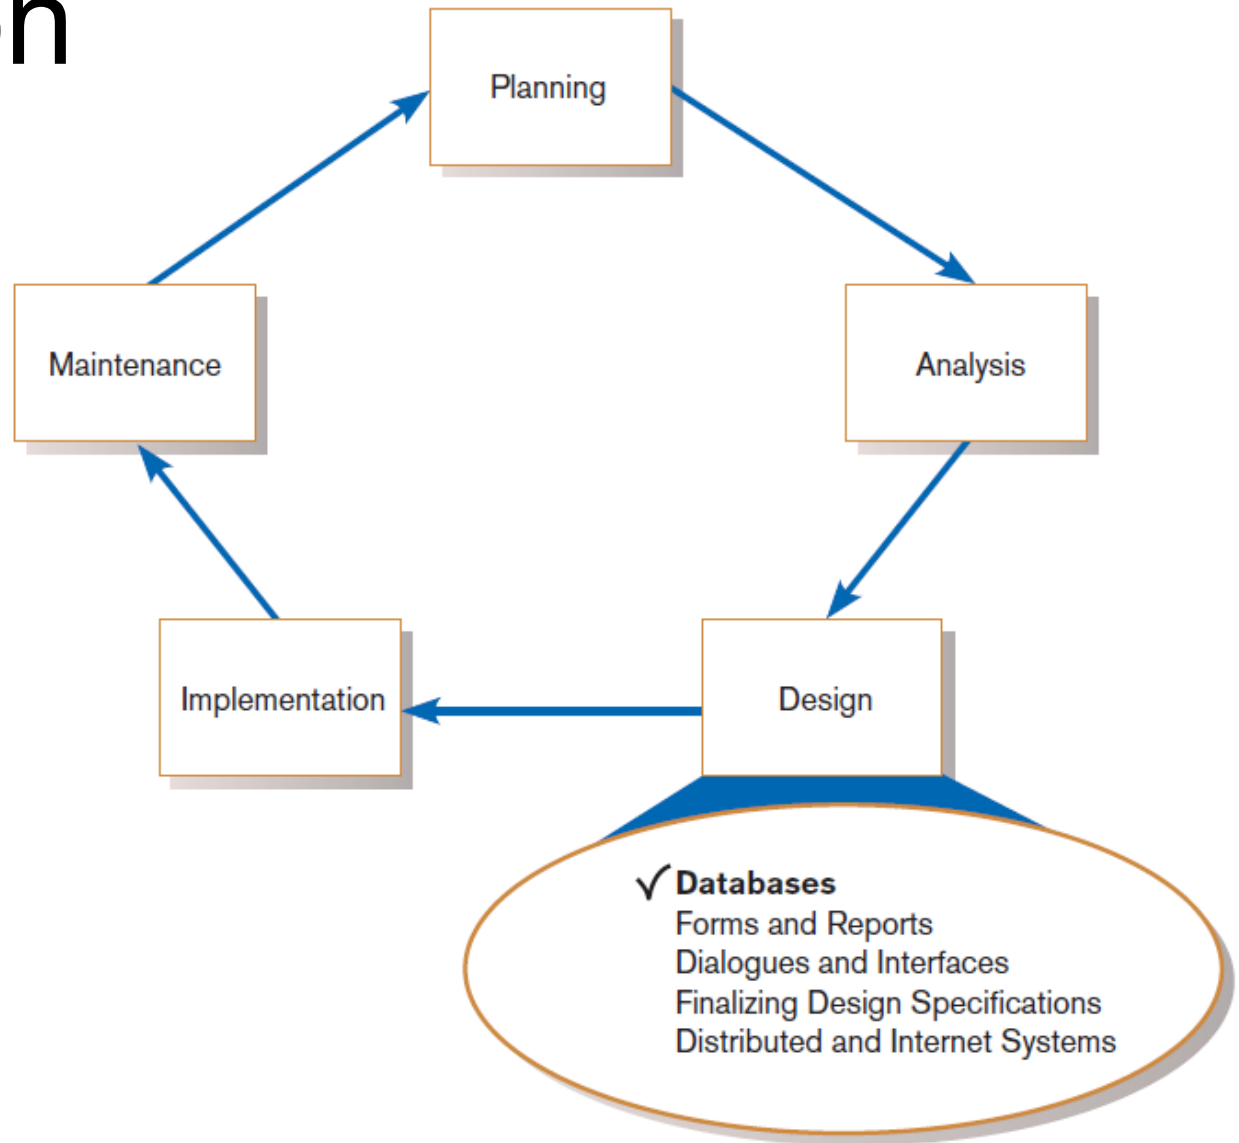 Planning
Maintenance
Analysis
Implementation
Design
✓Databases
Forms and Reports
Dialogues and Interfaces
Finalizing Design Specifications
Distributed and Internet Systems